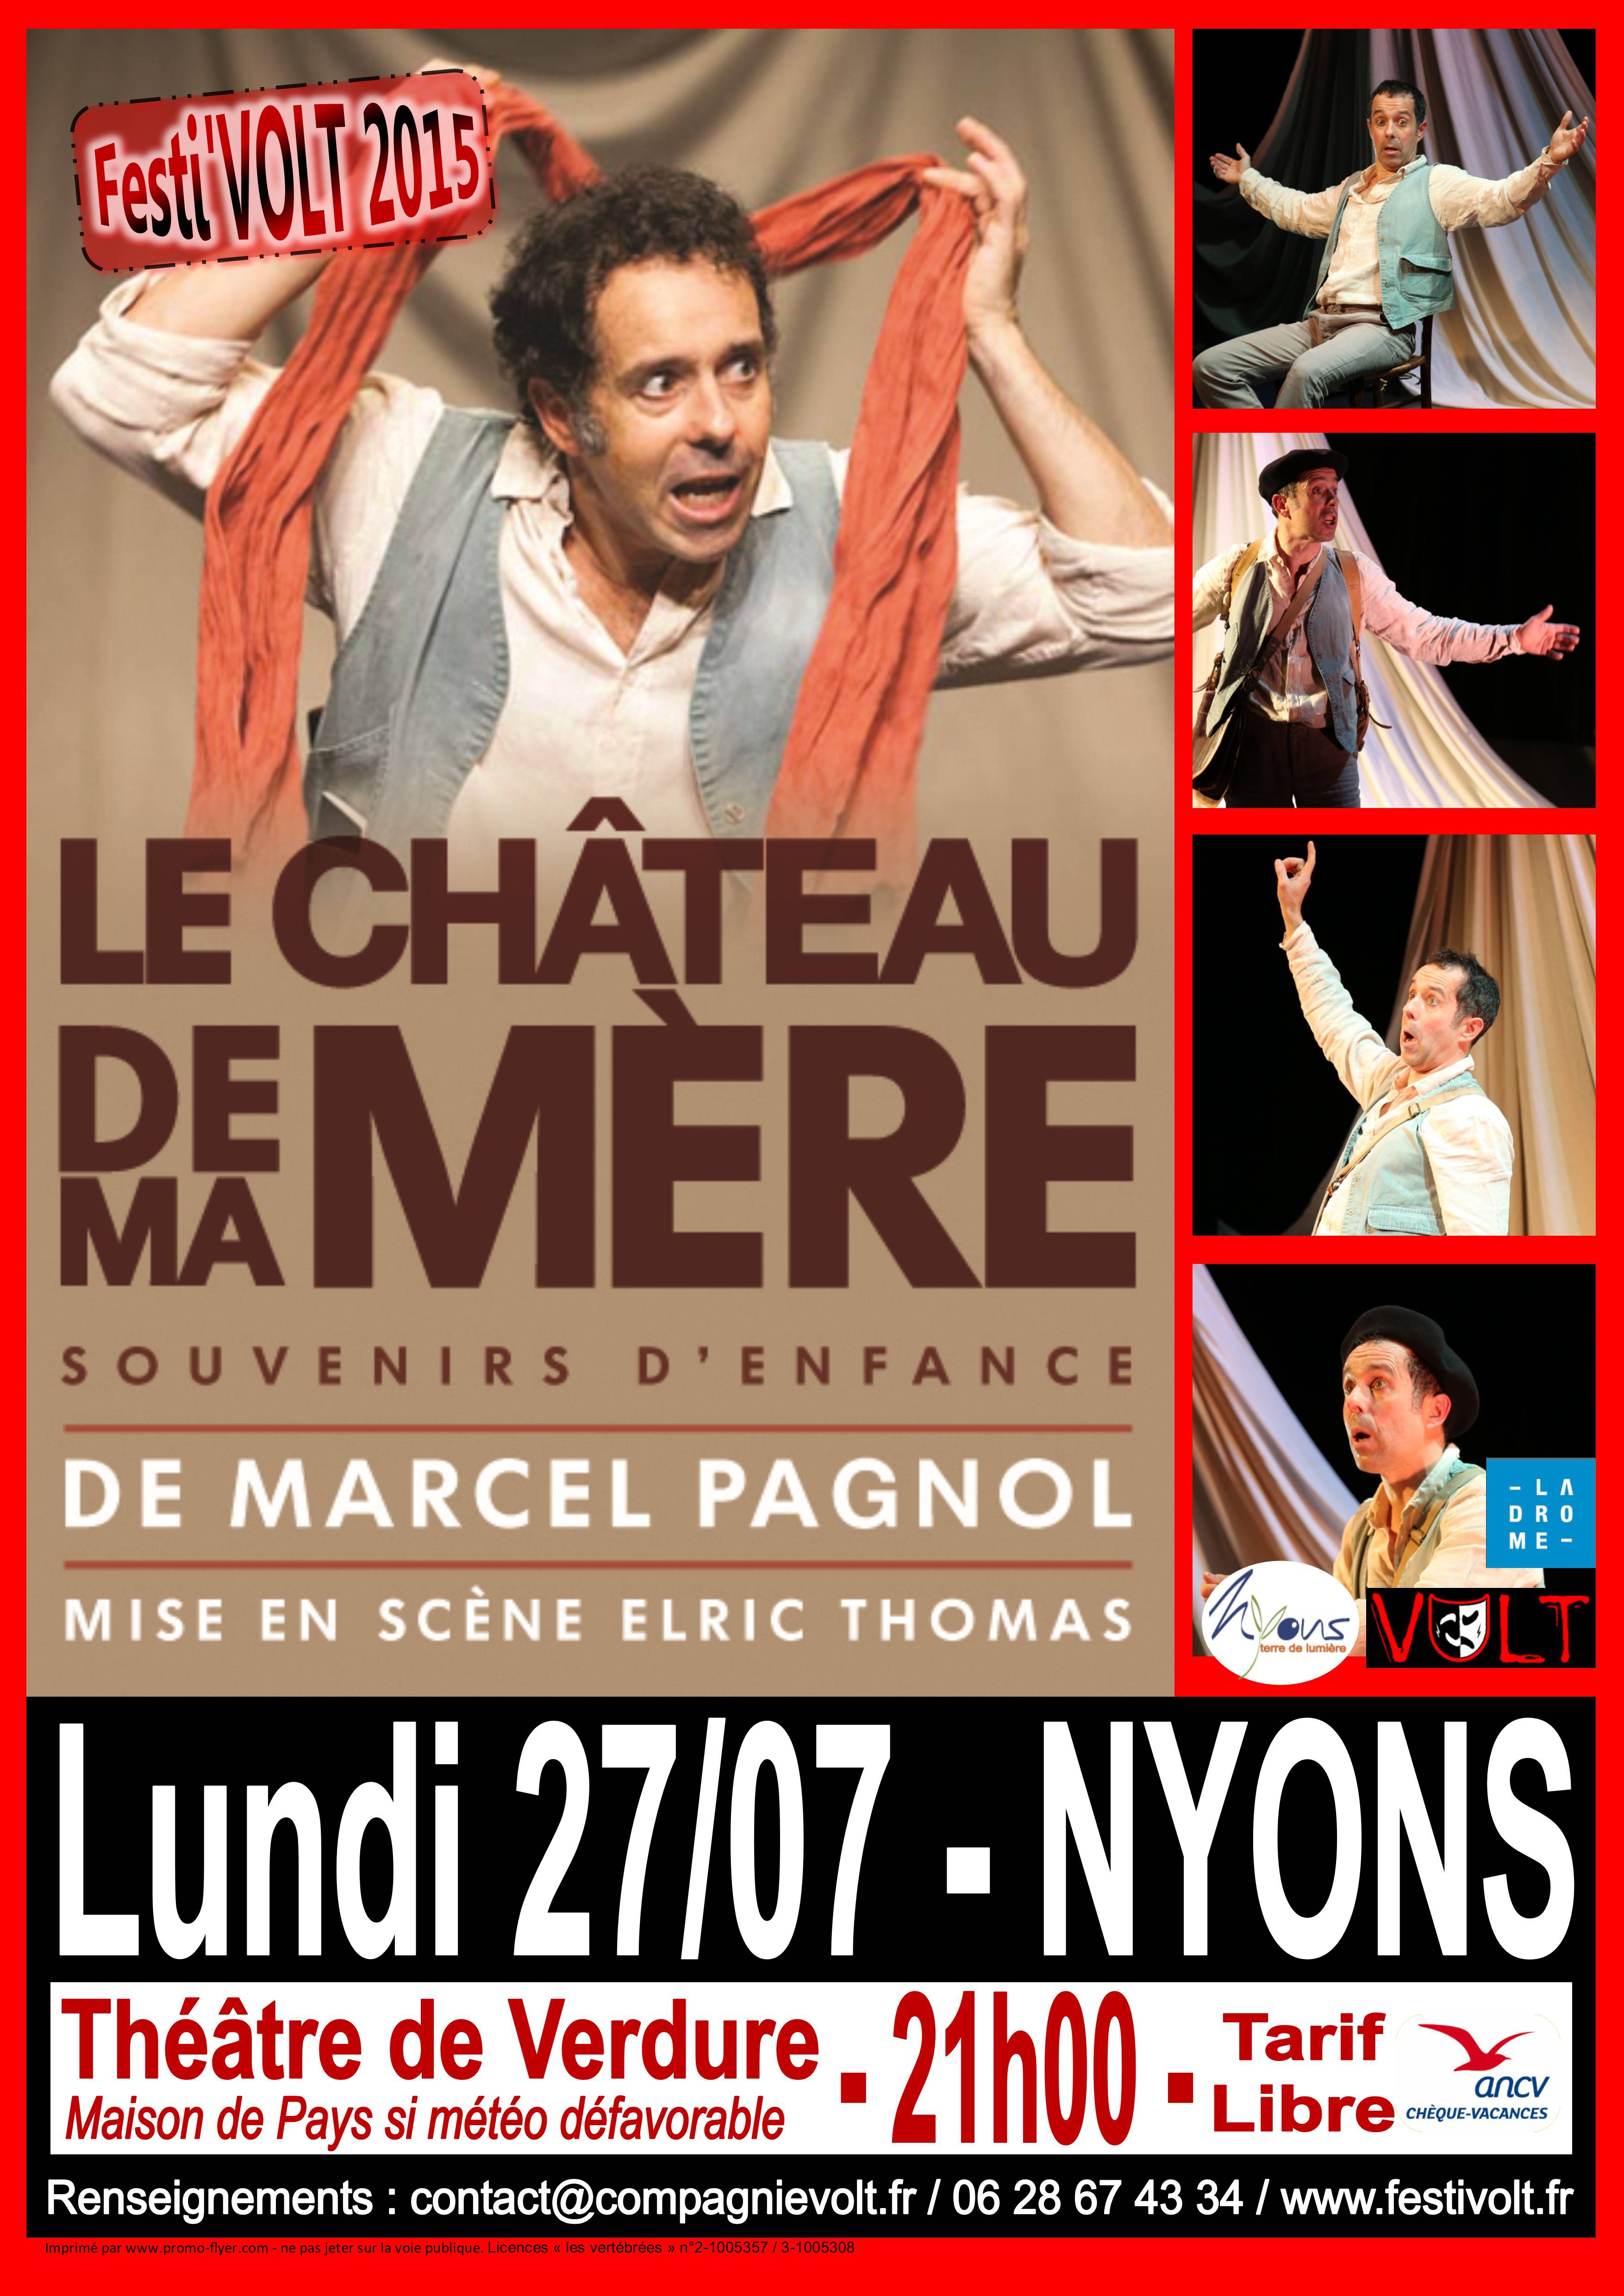 Festi'VOLT 2015
LE CHÂTEAU
DE
MA MÈRE
SOUVENIRS D'ENFANCE
DE MARCEL PAGNOL
MISE EN SCÈNE ELRIC THOMAS
– L A
D R O
M E –
Nyons
terre de lumière
VOLT
Lundi 27/07 - NYONS
Théâtre de Verdure
Maison de Pays si météo défavorable
- 21h00 -
Tarif
Libre
ancv
CHÈQUE-VACANCES
Renseignements : contact@compagnievolt.fr / 06 28 67 43 34 / www.festivolt.fr
Imprimé par www.promo-flyer.com - ne pas jeter sur la voie publique. Licences « les vertébrées » n°2-1005357 / 3-1005308